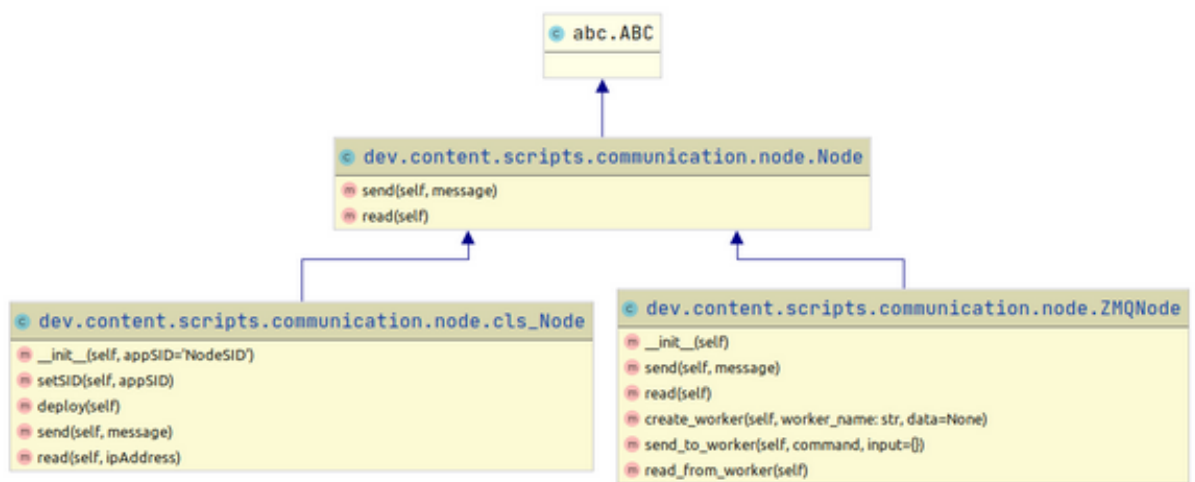 c abc.ABC
c dev.content.scripts.communication.node.Node
m send(self, message)
m read(self)
c dev.content.scripts.communication.node.cls_Node
m __init__(self, appSID='NodeSID')
m setSID(self, appSID)
m deploy(self)
m send(self, message)
m read(self, ipAddress)
c dev.content.scripts.communication.node.ZMQNode
m __init__(self)
m send(self, message)
m read(self)
m create_worker(self, worker_name: str, data=None)
m send_to_worker(self, command, input={})
m read_from_worker(self)